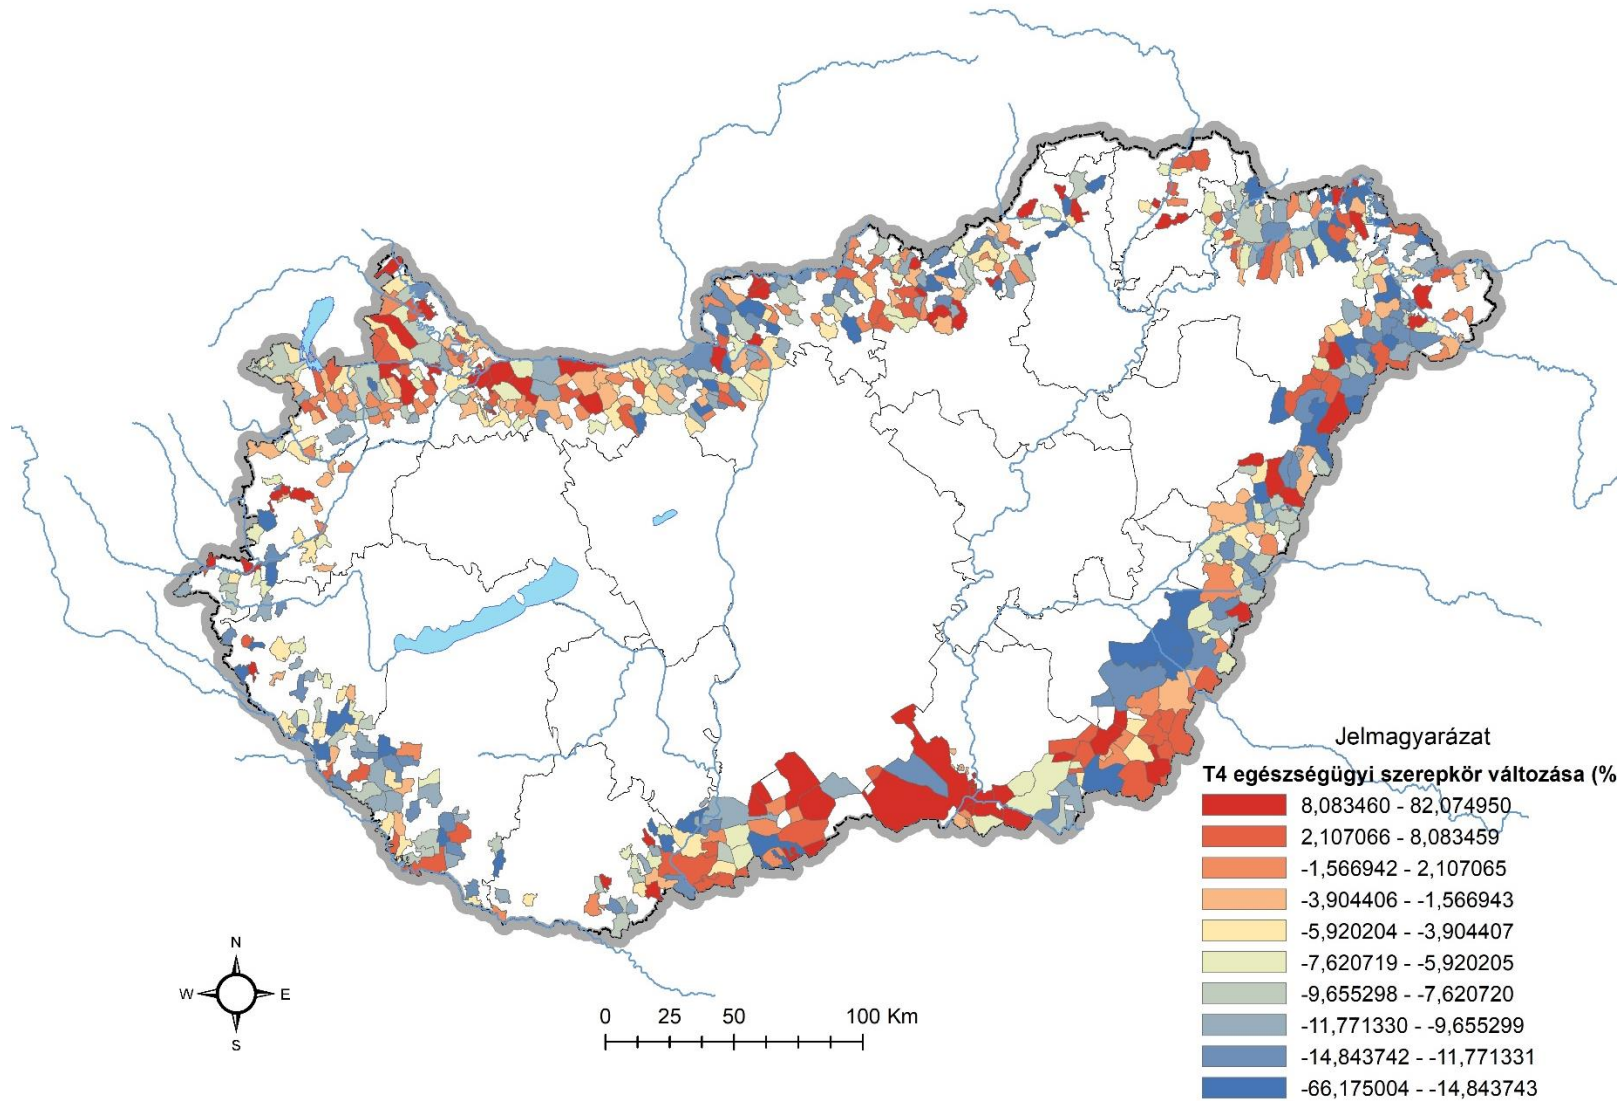 Jelmagyarázat
T4 egészségügyi szerepkör változása (%
8,083460 - 82,074950
2,107066 - 8,083459
-1,566942 - 2,107065
-3,904406 - -1,566943
-5,920204 - -3,904407
-7,620719 - -5,920205
-9,655298 - -7,620720
-11,771330 - -9,655299
-14,843742 - -11,771331
-66,175004 - -14,843743
N
W E
S
0 25 50 100 Km